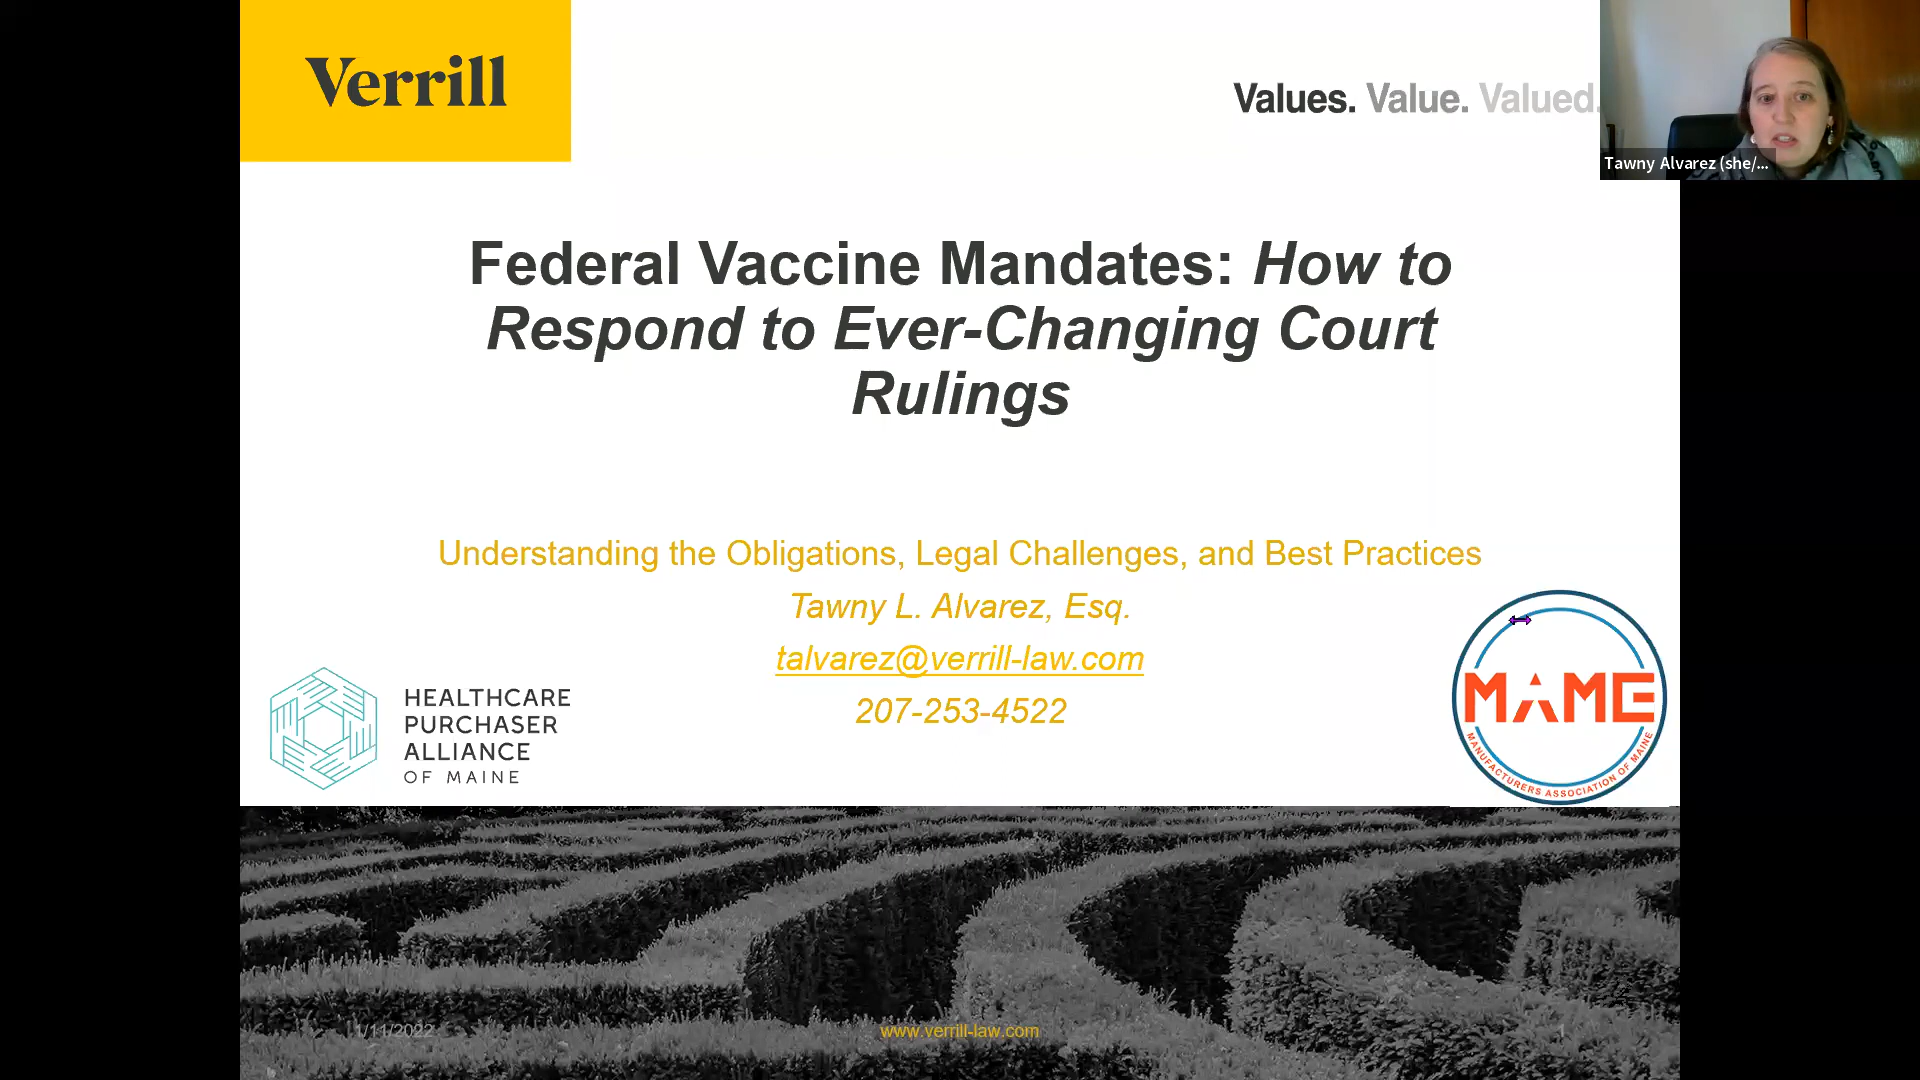 Verrill
Values. Value. Valued.
Tawny Alvarez (she/...
Federal Vaccine Mandates: How to
Respond to Ever-Changing Court
Rulings
Understanding the Obligations, Legal Challenges, and Best Practices
Tawny L. Alvarez, Esq.
talvarez@verrill-law.com
207-253-4522
HEALTHCARE
PURCHASER
ALLIANCE
OF MAINE
MAME
MANUFACTURERS ASSOCIATION OF MAINE
1/11/2022
www.verrill-law.com
1